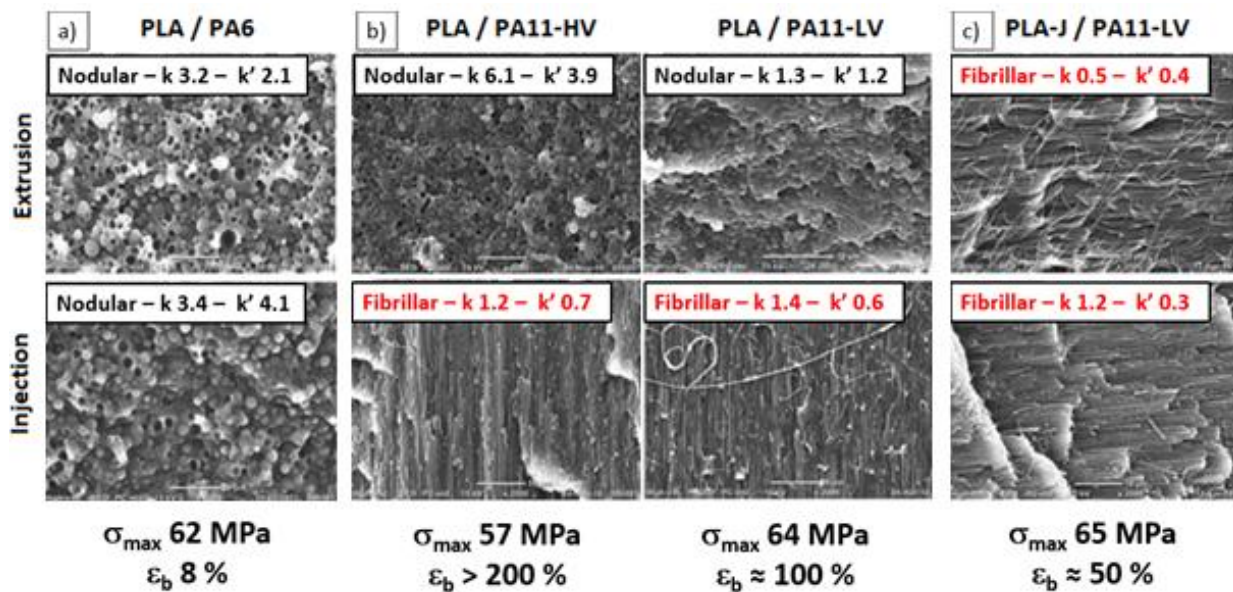 a) PLA / PA6 b) PLA / PA11-HV PLA / PA11-LV c) PLA-J / PA11-LV
Extrusion
Nodular – k 3.2 – k' 2.1
Nodular – k 6.1 – k' 3.9
Nodular – k 1.3 – k' 1.2
Fibrillar – k 0.5 – k' 0.4
Injection
Nodular – k 3.4 – k' 4.1
Fibrillar – k 1.2 – k' 0.7
Fibrillar – k 1.4 – k' 0.6
Fibrillar – k 1.2 – k' 0.3
σmax 62 MPa
εb 8 %
σmax 57 MPa
εb > 200 %
σmax 64 MPa
εb ≈ 100 %
σmax 65 MPa
εb ≈ 50 %